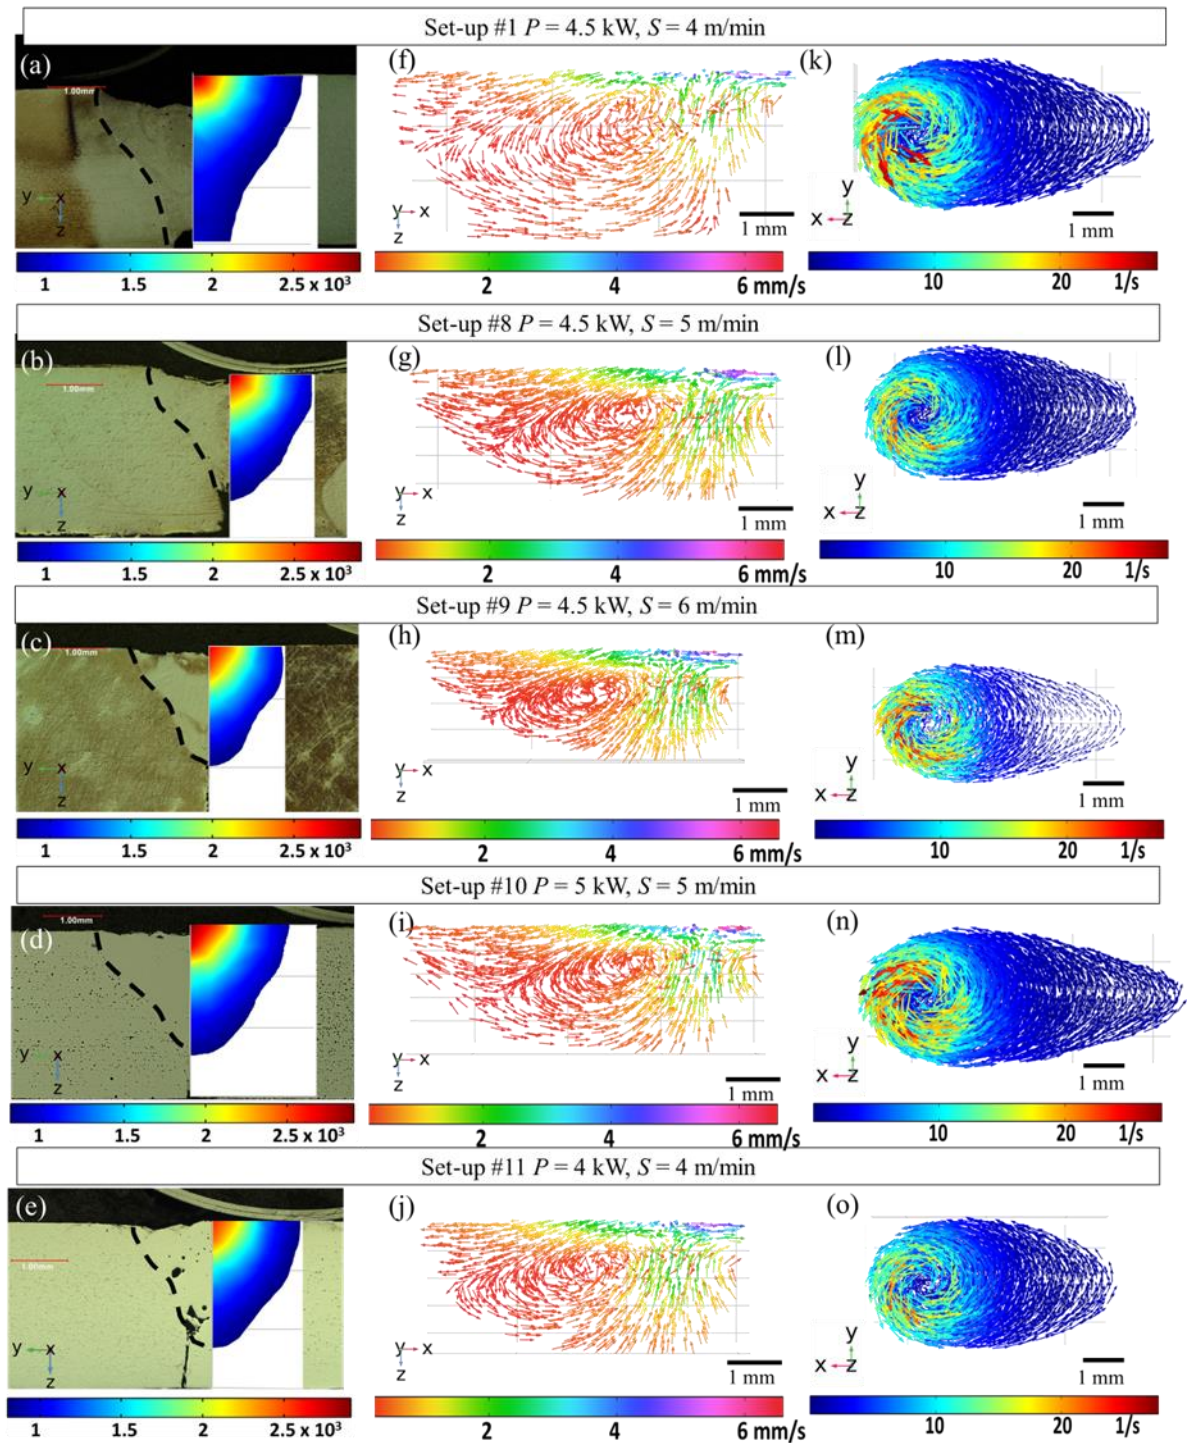 Set-up #1 P = 4.5 kW, S = 4 m/min
(a) (f) (k)
1.00mm
y x z
y x z
1 mm
y x z
1 mm
1 1.5 2 2.5 x 10³
2 4 6 mm/s
10 20 1/s
Set-up #8 P = 4.5 kW, S = 5 m/min
(b) (g) (l)
1.00mm
y x z
y x z
1 mm
y x z
1 mm
1 1.5 2 2.5 x 10³
2 4 6 mm/s
10 20 1/s
Set-up #9 P = 4.5 kW, S = 6 m/min
(c) (h) (m)
1.00mm
y x z
y x z
1 mm
y x z
1 mm
1 1.5 2 2.5 x 10³
2 4 6 mm/s
10 20 1/s
Set-up #10 P = 5 kW, S = 5 m/min
(d) (i) (n)
1.00mm
y x z
y x z
1 mm
y x z
1 mm
1 1.5 2 2.5 x 10³
2 4 6 mm/s
10 20 1/s
Set-up #11 P = 4 kW, S = 4 m/min
(e) (j) (o)
1.00mm
y x z
y x z
1 mm
y x z
1 mm
1 1.5 2 2.5 x 10³
2 4 6 mm/s
10 20 1/s